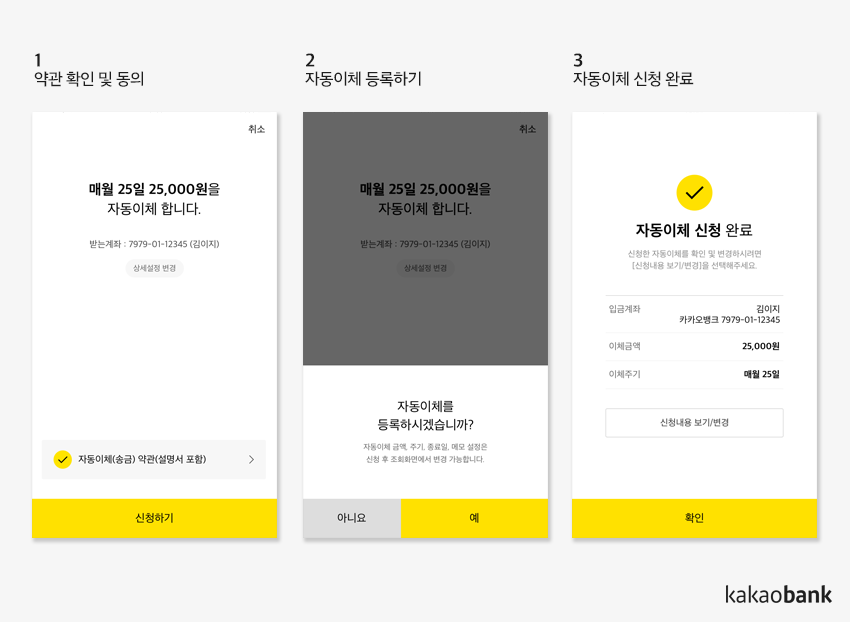 1
약관 확인 및 동의
취소
매월 25일 25,000원을
자동이체 합니다.
받는계좌 : 7979-01-12345 (김이지)
상세설정 변경
자동이체(송금) 약관(설명서 포함)
신청하기
2
자동이체 등록하기
취소
매월 25일 25,000원을
자동이체 합니다.
받는계좌 : 7979-01-12345 (김이지)
상세설정 변경
자동이체를
등록하시겠습니까?
자동이체 금액, 주기, 종료일, 메모 설정은
신청 후 조회화면에서 변경 가능합니다.
아니요
예
3
자동이체 신청 완료
자동이체 신청 완료
신청한 자동이체를 확인 및 변경하시려면
[신청내용 보기/변경]을 선택해주세요.
입금계좌 김이지
카카오뱅크 7979-01-12345
이체금액 25,000원
이체주기 매월 25일
신청내용 보기/변경
확인
kakaobank